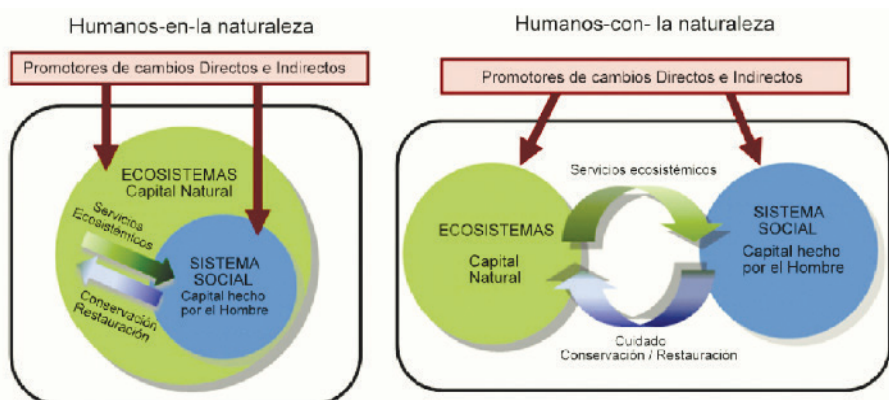 Humanos-en-la naturaleza
Promotores de cambios Directos e Indirectos
ECOSISTEMAS
Capital Natural
Servicios
Ecosistémicos
SISTEMA
SOCIAL
Capital hecho
por el Hombre
Conservación
Restauración
Humanos-con- la naturaleza
Promotores de cambios Directos e Indirectos
Servicios ecosistémicos
ECOSISTEMAS
Capital
Natural
SISTEMA
SOCIAL
Capital hecho
por el Hombre
Cuidado
Conservación / Restauración